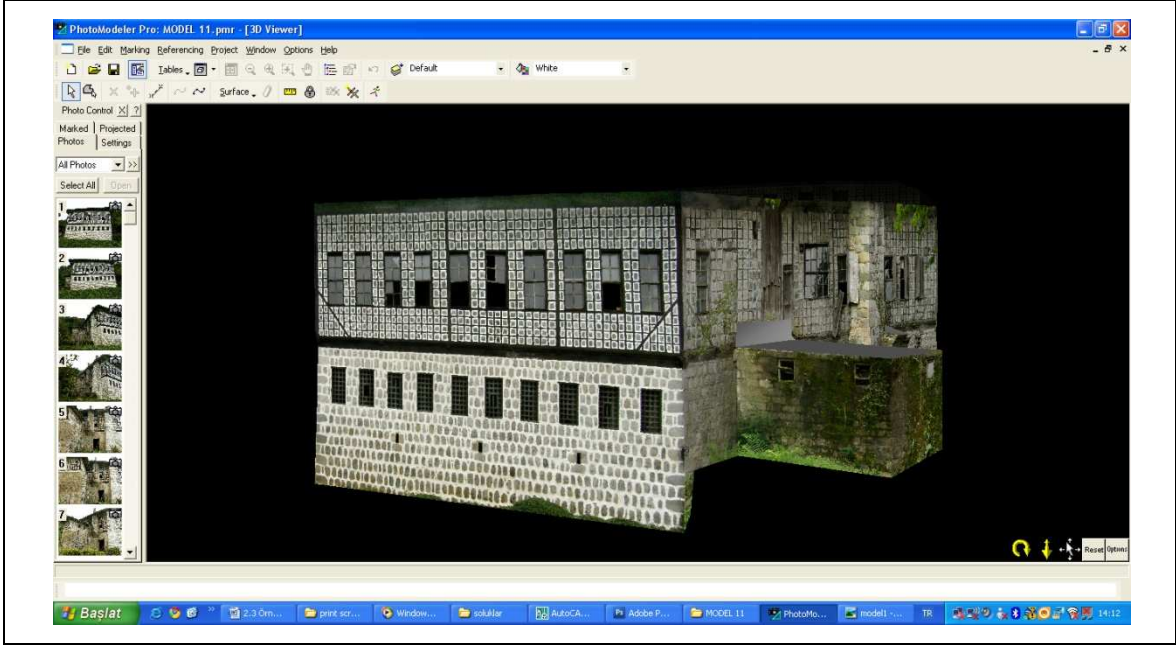 PhotoModeler Pro: MODEL 11.pmr - [3D Viewer]
File Edit Marking Referencing Project Window Options Help
Tables Default White
Surface
Photo Control X ?
Marked Projected
Photos Settings
All Photos >>
Select All Open
1
2
3
4
5
6
7
Reset Options
Başlat 2.3 Örn... print scr... Window... soluklar AutoCA... Adobe P... MODEL 11 PhotoMo... model1 -... TR 14:12